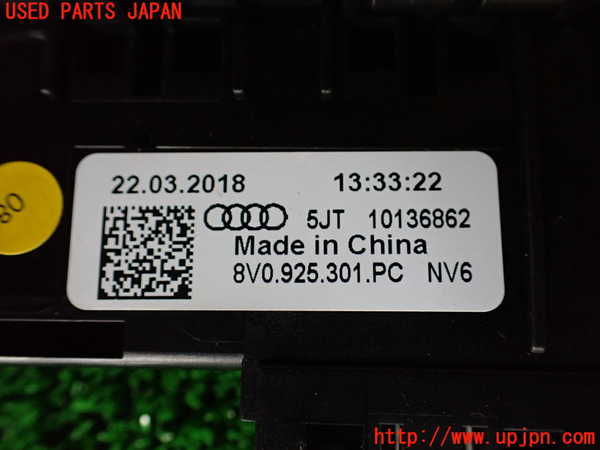 USED PARTS JAPAN
80
22.03.2018 13:33:22
5JT 10136862
Made in China
8V0.925.301.PC NV6
http://www.upjpn.com/